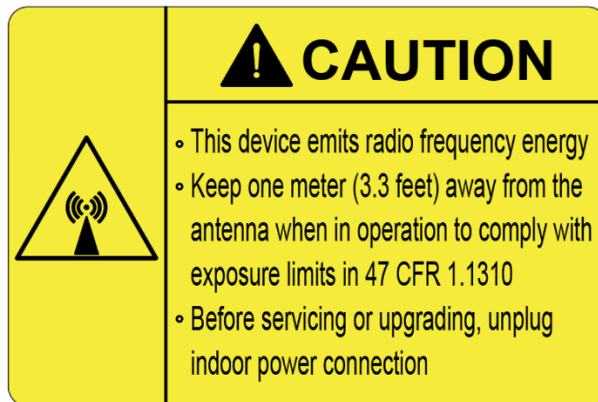 CAUTION
◦ This device emits radio frequency energy
◦ Keep one meter (3.3 feet) away from the
antenna when in operation to comply with
exposure limits in 47 CFR 1.1310
◦ Before servicing or upgrading, unplug
indoor power connection